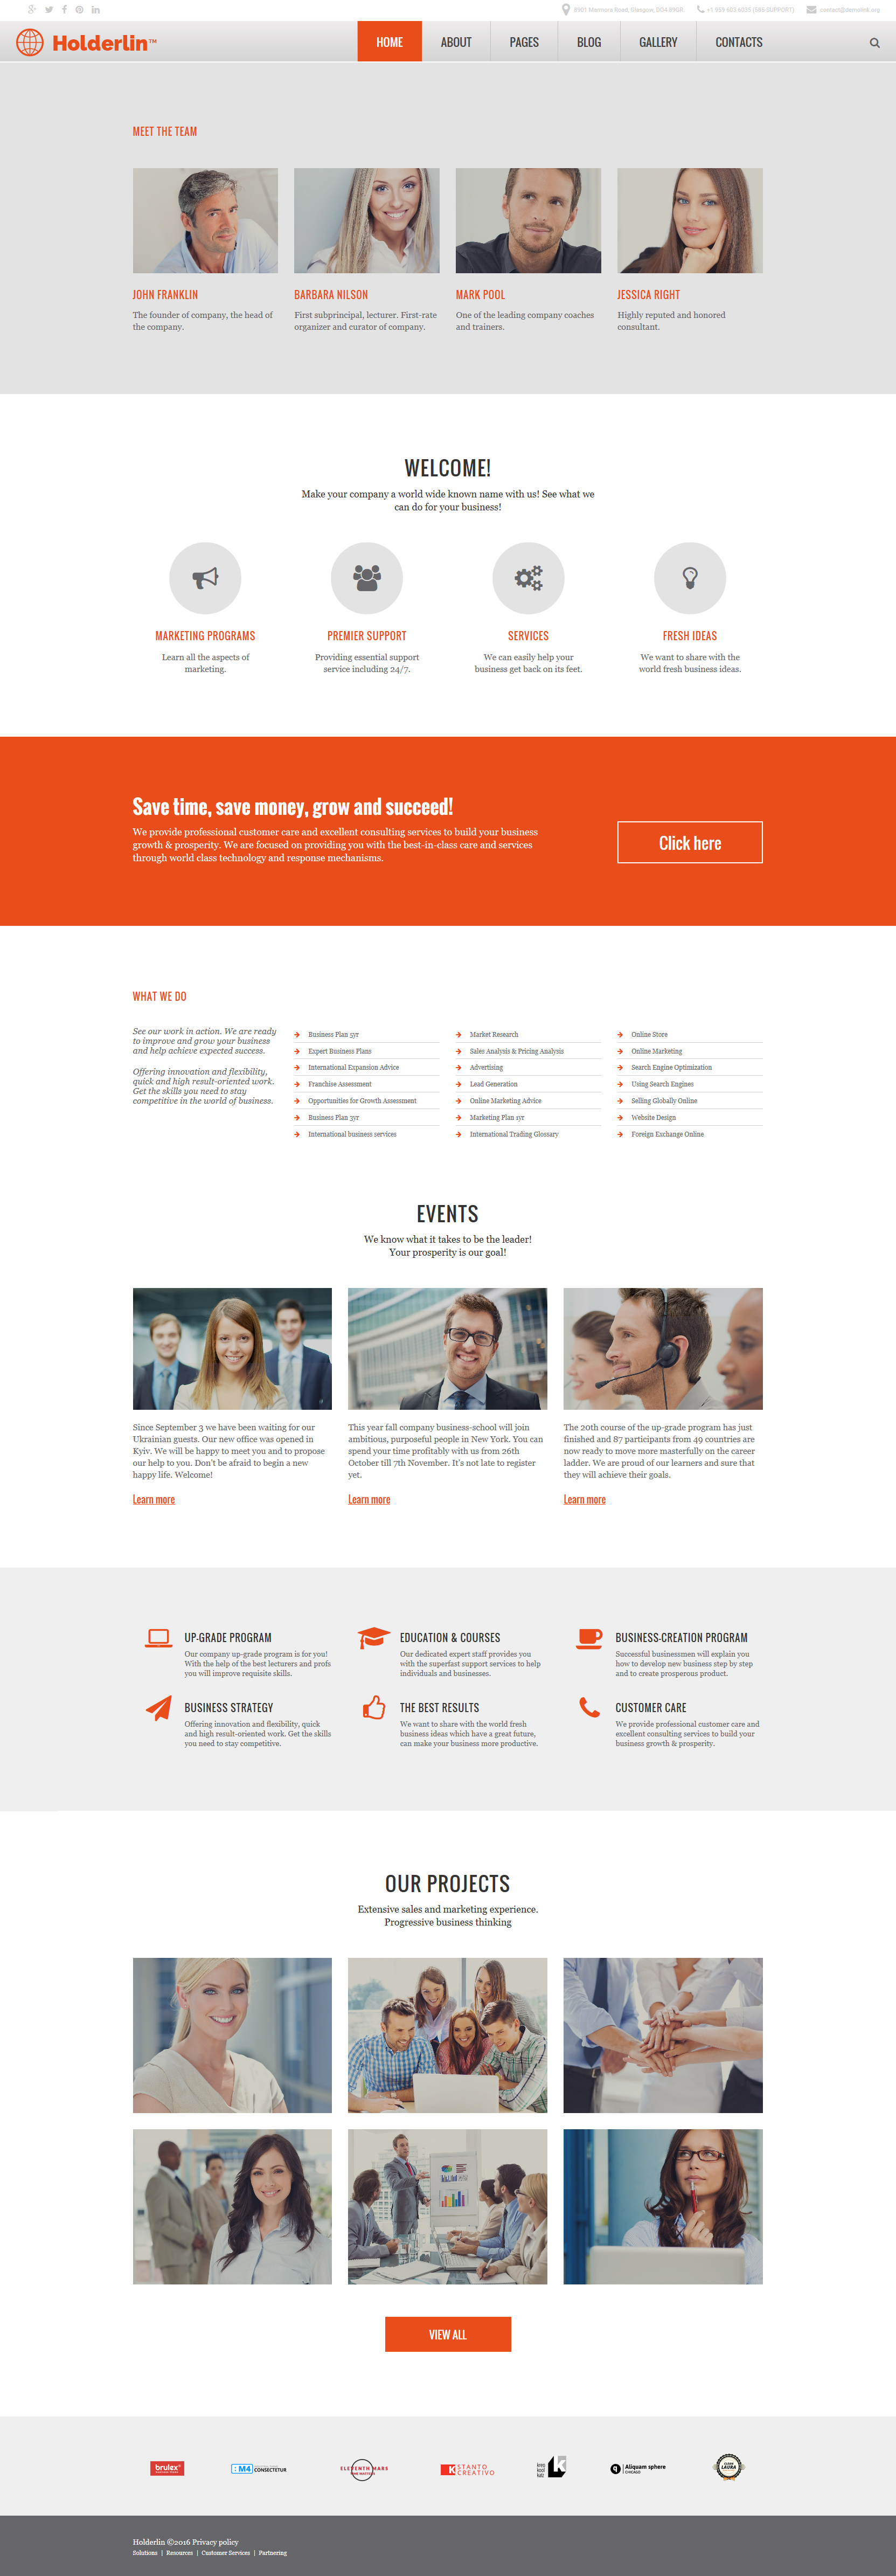 8901 Marmora Road, Glasgow, DO4 89GR. +1 959 603 6035 (585-SUPPORT) contact@demolink.org
Holderlin™ HOME ABOUT PAGES BLOG GALLERY CONTACTS
MEET THE TEAM
JOHN FRANKLIN
The founder of company, the head of
the company.
BARBARA NILSON
First subprincipal, lecturer. First-rate
organizer and curator of company.
MARK POOL
One of the leading company coaches
and trainers.
JESSICA RIGHT
Highly reputed and honored
consultant.
WELCOME!
Make your company a world wide known name with us! See what we
can do for your business!
MARKETING PROGRAMS
Learn all the aspects of
marketing.
PREMIER SUPPORT
Providing essential support
service including 24/7.
SERVICES
We can easily help your
business get back on its feet.
FRESH IDEAS
We want to share with the
world fresh business ideas.
Save time, save money, grow and succeed!
We provide professional customer care and excellent consulting services to build your business
growth & prosperity. We are focused on providing you with the best-in-class care and services
through world class technology and response mechanisms.
Click here
WHAT WE DO
See our work in action. We are ready
to improve and grow your business
and help achieve expected success.
Offering innovation and flexibility,
quick and high result-oriented work.
Get the skills you need to stay
competitive in the world of business.
Business Plan 5yr
Expert Business Plans
International Expansion Advice
Franchise Assessment
Opportunities for Growth Assessment
Business Plan 3yr
International business services
Market Research
Sales Analysis & Pricing Analysis
Advertising
Lead Generation
Online Marketing Advice
Marketing Plan 1yr
International Trading Glossary
Online Store
Online Marketing
Search Engine Optimization
Using Search Engines
Selling Globally Online
Website Design
Foreign Exchange Online
EVENTS
We know what it takes to be the leader!
Your prosperity is our goal!
Since September 3 we have been waiting for our
Ukrainian guests. Our new office was opened in
Kyiv. We will be happy to meet you and to propose
our help to you. Don't be afraid to begin a new
happy life. Welcome!
Learn more
This year fall company business-school will join
ambitious, purposeful people in New York. You can
spend your time profitably with us from 26th
October till 7th November. It's not late to register
yet.
Learn more
The 20th course of the up-grade program has just
finished and 87 participants from 49 countries are
now ready to move more masterfully on the career
ladder. We are proud of our learners and sure that
they will achieve their goals.
Learn more
UP-GRADE PROGRAM
Our company up-grade program is for you!
With the help of the best lecturers and profs
you will improve requisite skills.
EDUCATION & COURSES
Our dedicated expert staff provides you
with the superfast support services to help
individuals and businesses.
BUSINESS-CREATION PROGRAM
Successful businessmen will explain you
how to develop new business step by step
and to create prosperous product.
BUSINESS STRATEGY
Offering innovation and flexibility, quick
and high result-oriented work. Get the skills
you need to stay competitive.
THE BEST RESULTS
We want to share with the world fresh
business ideas which have a great future,
can make your business more productive.
CUSTOMER CARE
We provide professional customer care and
excellent consulting services to build your
business growth & prosperity.
OUR PROJECTS
Extensive sales and marketing experience.
Progressive business thinking
VIEW ALL
brulex
M4 CONSECTETUR
ELEVENTH MARS
K STANTO
CREATIVO
Aliquam sphere
CHICAGO
LAURA
Holderlin ©2016 Privacy policy
Solutions | Resources | Customer Services | Partnering